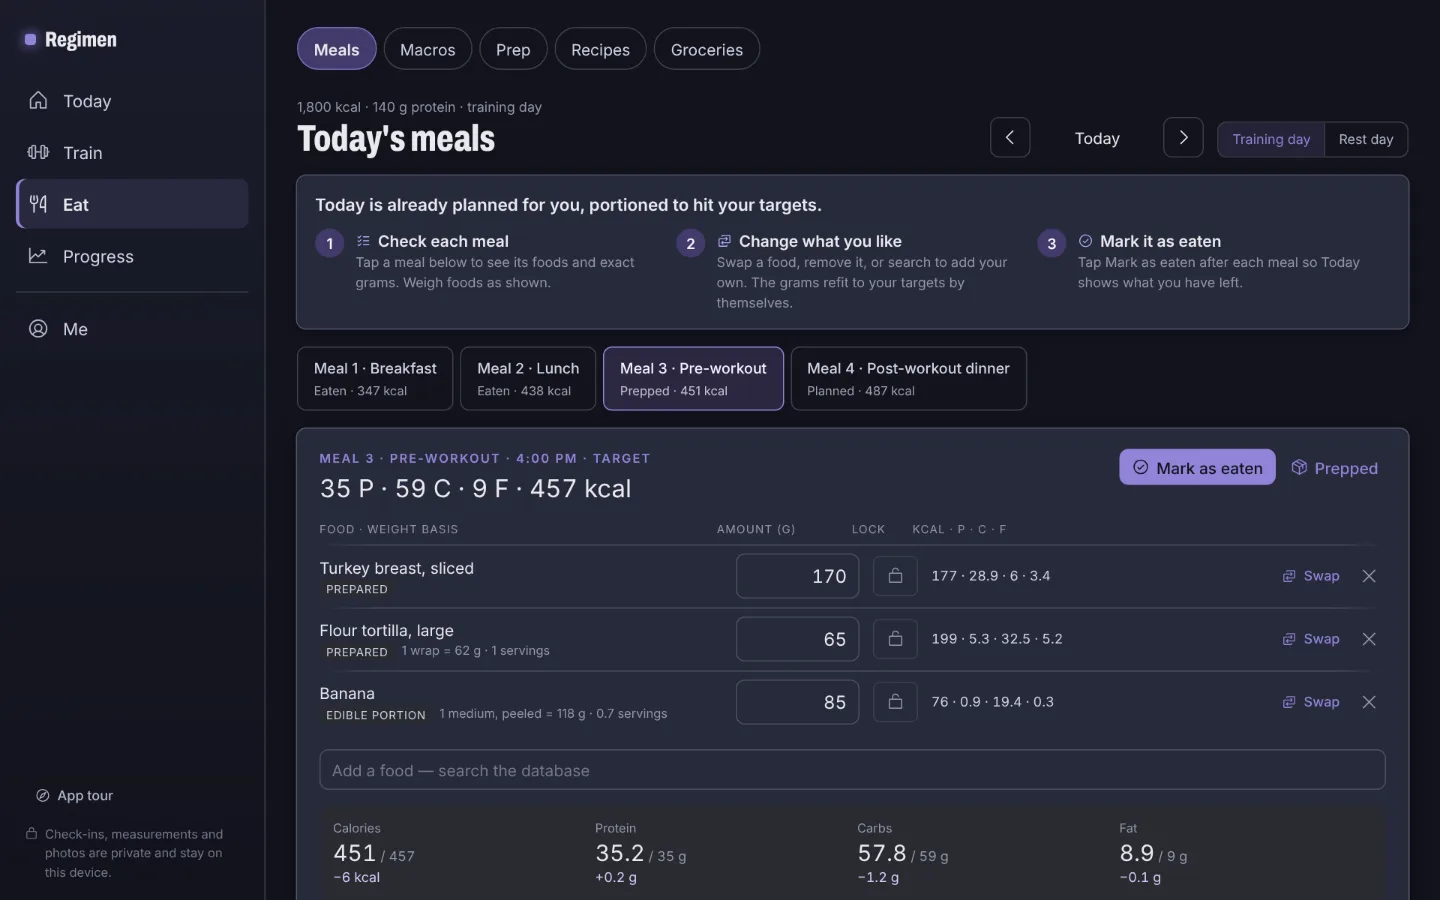 Regimen
Today
Train
Eat
Progress
Me
App tour
Check-ins, measurements and
photos are private and stay on
this device.
Meals
Macros
Prep
Recipes
Groceries
1,800 kcal · 140 g protein · training day
Today's meals
Today
Training day
Rest day
Today is already planned for you, portioned to hit your targets.
1
Check each meal
Tap a meal below to see its foods and exact
grams. Weigh foods as shown.
2
Change what you like
Swap a food, remove it, or search to add your
own. The grams refit to your targets by
themselves.
3
Mark it as eaten
Tap Mark as eaten after each meal so Today
shows what you have left.
Meal 1 · Breakfast
Eaten · 347 kcal
Meal 2 · Lunch
Eaten · 438 kcal
Meal 3 · Pre-workout
Prepped · 451 kcal
Meal 4 · Post-workout dinner
Planned · 487 kcal
MEAL 3 · PRE-WORKOUT · 4:00 PM · TARGET
35 P · 59 C · 9 F · 457 kcal
Mark as eaten
Prepped
FOOD · WEIGHT BASIS
AMOUNT (G)
LOCK
KCAL · P · C · F
Turkey breast, sliced
PREPARED
170
177 · 28.9 · 6 · 3.4
Swap
Flour tortilla, large
PREPARED 1 wrap = 62 g · 1 servings
65
199 · 5.3 · 32.5 · 5.2
Swap
Banana
EDIBLE PORTION 1 medium, peeled = 118 g · 0.7 servings
85
76 · 0.9 · 19.4 · 0.3
Swap
Add a food — search the database
Calories
451 / 457
−6 kcal
Protein
35.2 / 35 g
+0.2 g
Carbs
57.8 / 59 g
−1.2 g
Fat
8.9 / 9 g
−0.1 g